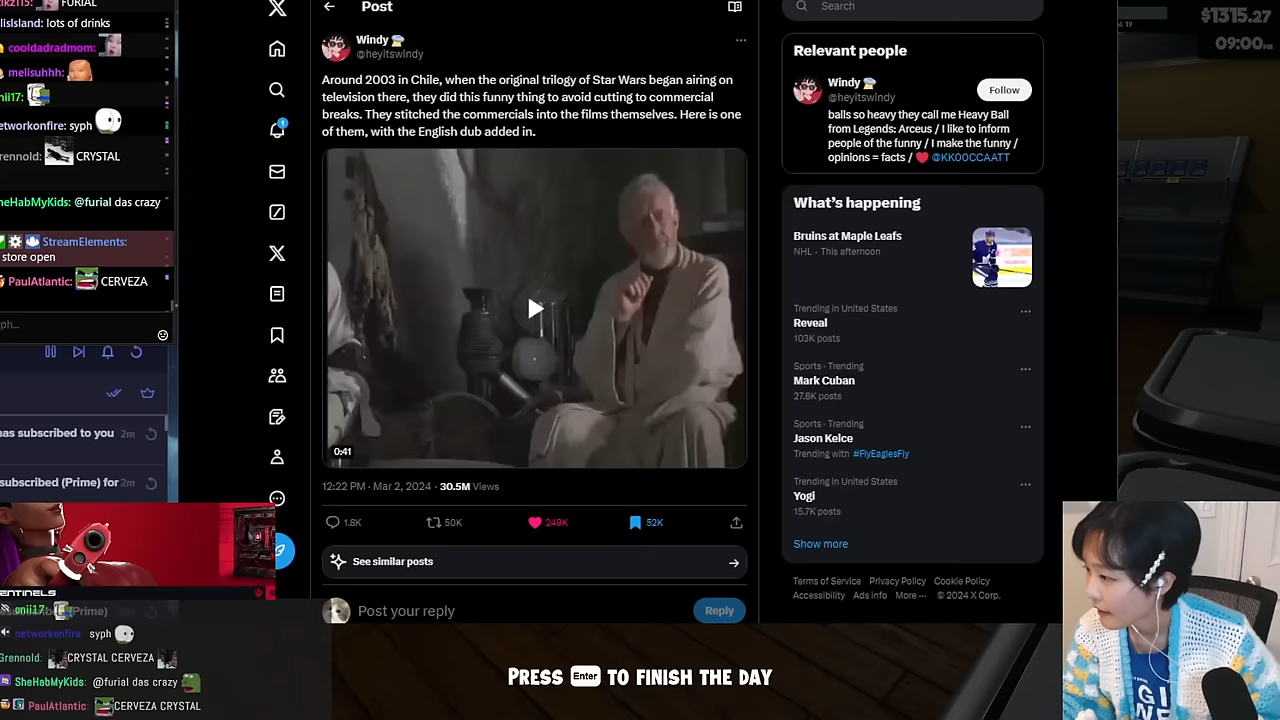 FURIAL
lots of drinks
cooldadradmom:
melisuhhh:
nii17:
etworkonfire: syph
rennold: CRYSTAL
heHabMyKids: @furial das crazy
StreamElements:
store open
PaulAtlantic: CERVEZA
ph...
as subscribed to you 2m
subscribed (Prime) for 2m
ENTINELS
onii17: Prime)
networkonfire: syph
Grennold: CRYSTAL CERVEZA
SheHabMyKids: @furial das crazy
PaulAtlantic: CERVEZA CRYSTAL
Post
Windy
@heyitswindy
Around 2003 in Chile, when the original trilogy of Star Wars began airing on
television there, they did this funny thing to avoid cutting to commercial
breaks. They stitched the commercials into the films themselves. Here is one
of them, with the English dub added in.
0:41
12:22 PM · Mar 2, 2024 · 30.5M Views
1.8K 50K 249K 52K
See similar posts
Post your reply Reply
1
Search
Relevant people
Windy
@heyitswindy
Follow
balls so heavy they call me Heavy Ball
from Legends: Arceus / I like to inform
people of the funny / I make the funny /
opinions = facts / @KKOOCCAATT
What's happening
Bruins at Maple Leafs
NHL · This afternoon
Trending in United States
Reveal
103K posts
Sports · Trending
Mark Cuban
27.8K posts
Sports · Trending
Jason Kelce
Trending with #FlyEaglesFly
Trending in United States
Yogi
15.7K posts
Show more
Terms of Service Privacy Policy Cookie Policy
Accessibility Ads info More ··· © 2024 X Corp.
$1315.27
19
09:00PM
PRESS Enter TO FINISH THE DAY